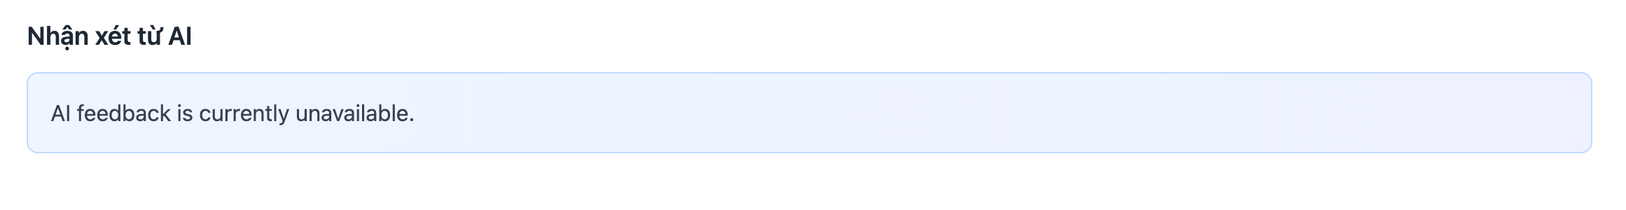 Nhận xét từ AI
AI feedback is currently unavailable.